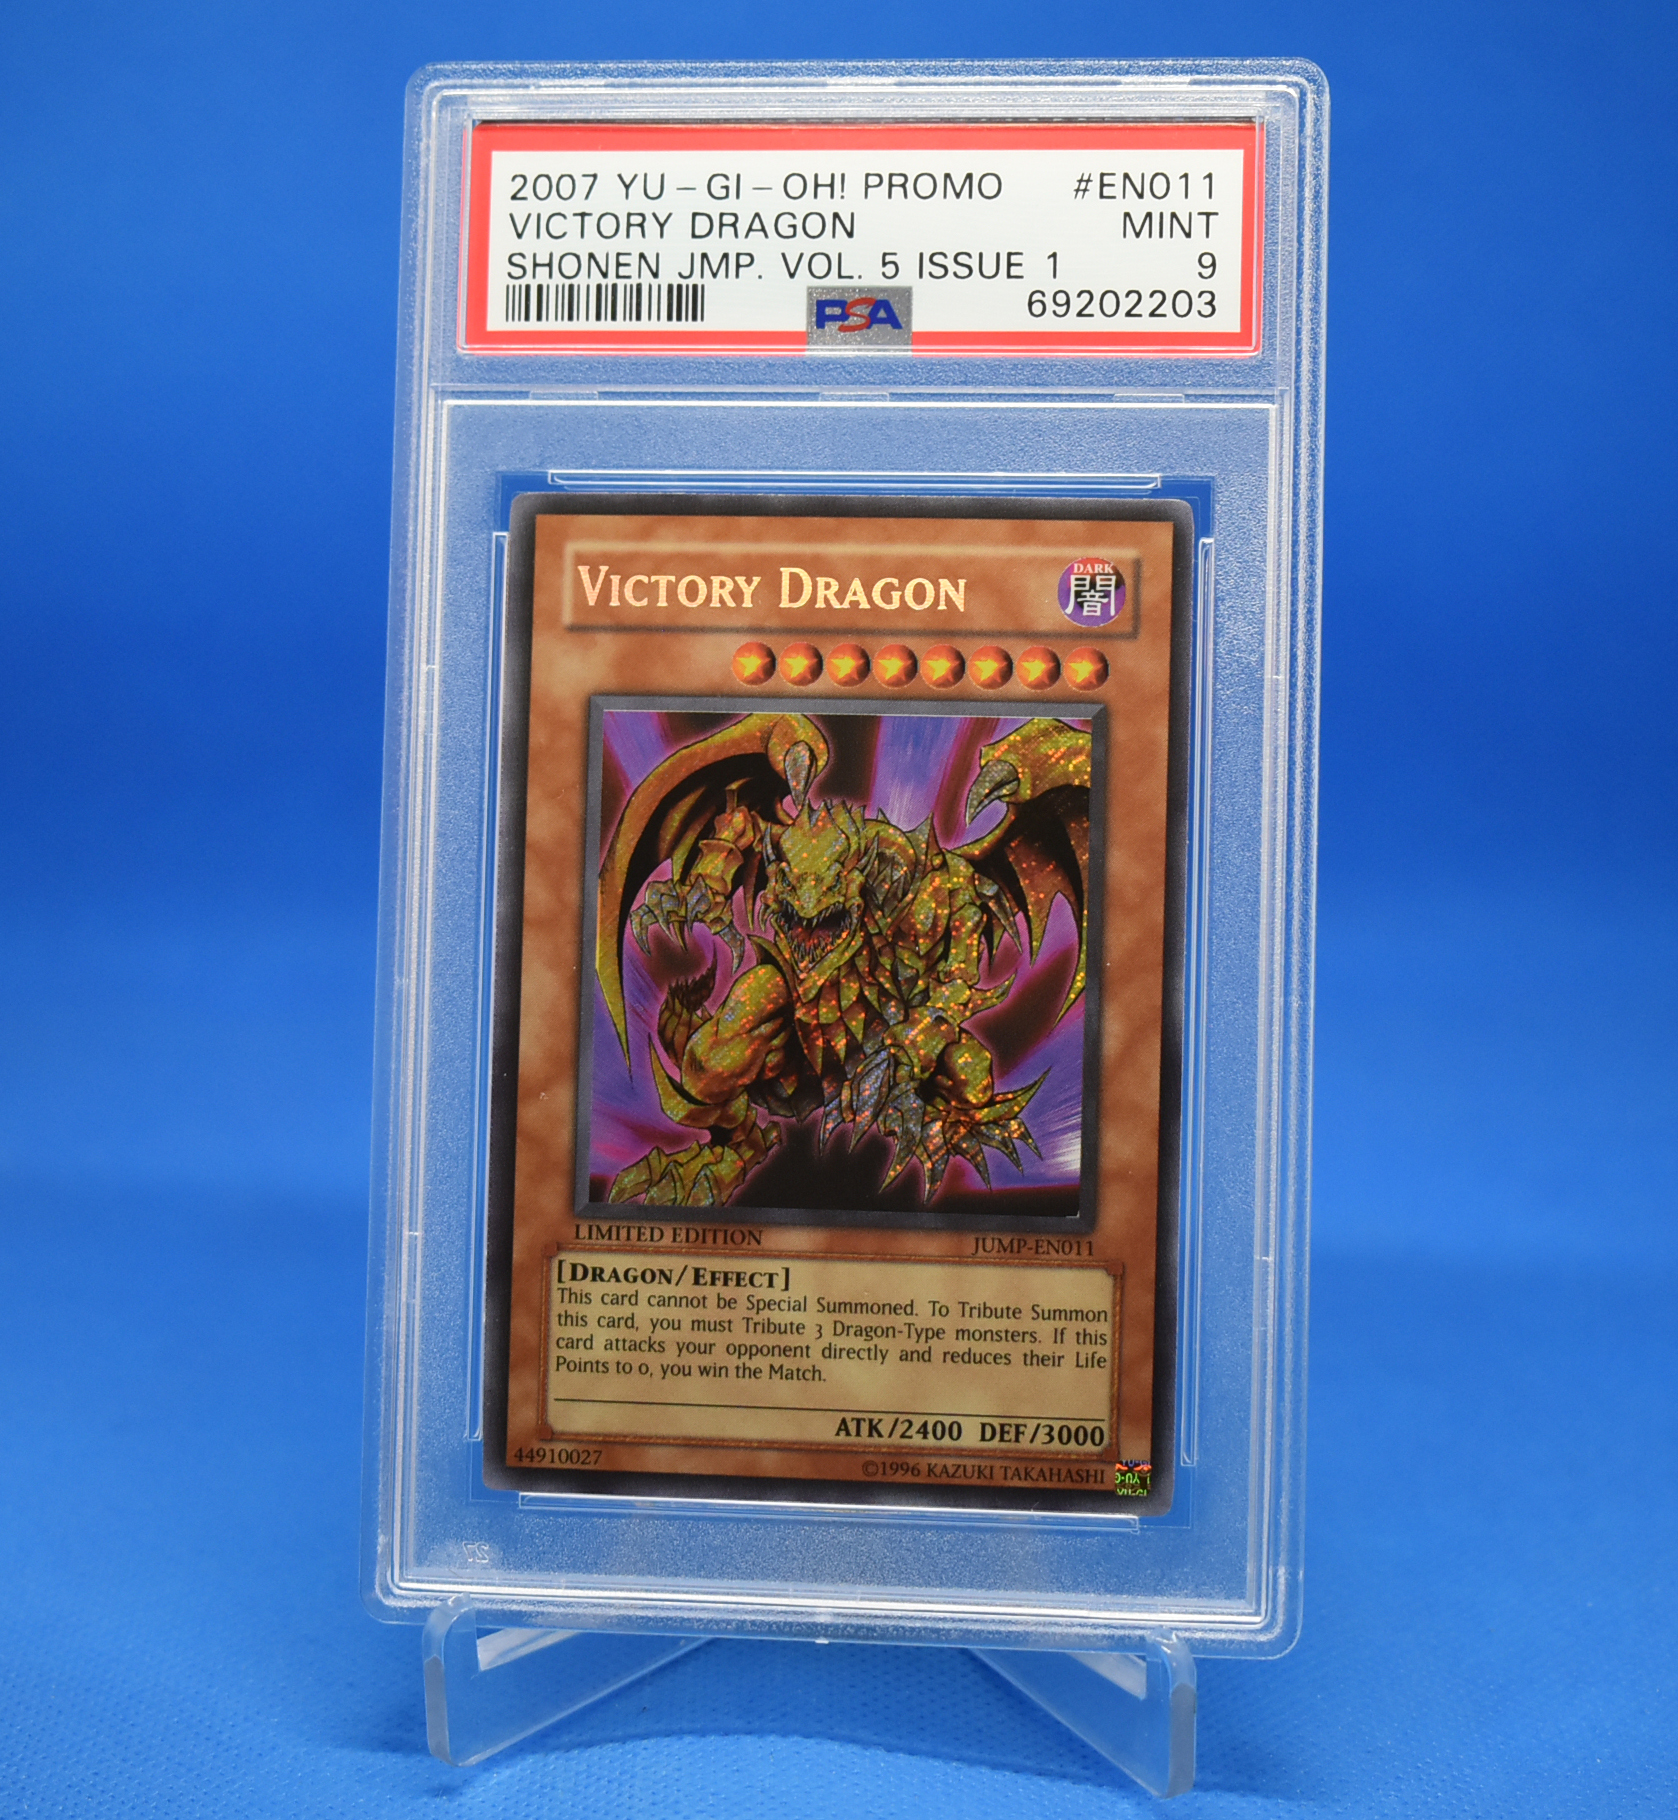 2007 YU-GI-OH! PROMO #EN011
VICTORY DRAGON MINT
SHONEN JMP. VOL. 5 ISSUE 1 9
PSA 69202203
VICTORY DRAGON
DARK
闇
LIMITED EDITION JUMP-EN011
[DRAGON/EFFECT]
This card cannot be Special Summoned. To Tribute Summon
this card, you must Tribute 3 Dragon-Type monsters. If this
card attacks your opponent directly and reduces their Life
Points to 0, you win the Match.
ATK/2400 DEF/3000
44910027 ©1996 KAZUKI TAKAHASHI